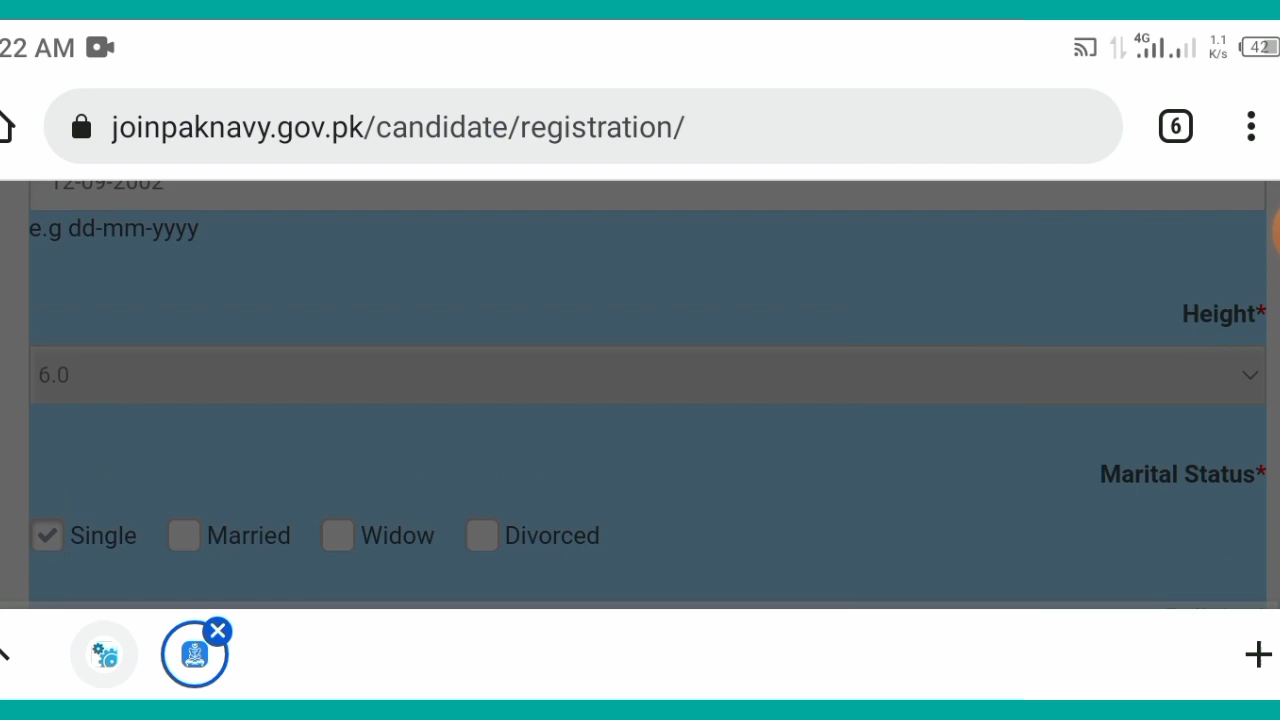 22 AM
4G
1.1
K/s
42
joinpaknavy.gov.pk/candidate/registration/
6
12-09-2002
e.g dd-mm-yyyy
Height*
6.0
Marital Status*
Single Married Widow Divorced